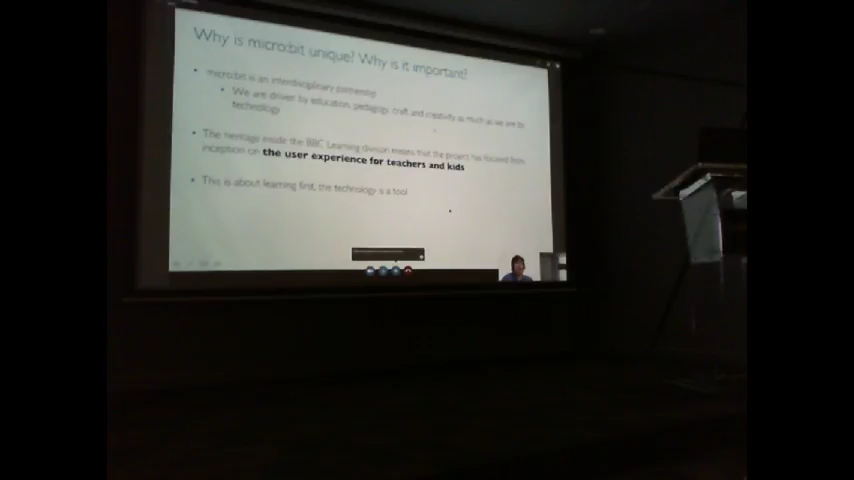 Why is micro:bit unique? Why is it important?
micro:bit is an interdisciplinary partnership
We are driven by education, pedagogy, craft and creativity as much as we are by
technology
The heritage inside the BBC Learning division means that the project has focused from
inception on the user experience for teachers and kids
This is about learning first, the technology is a tool